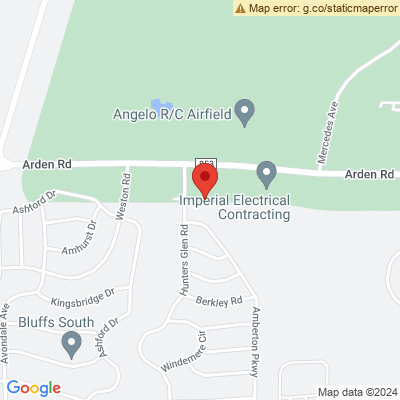 Map error: g.co/staticmaperror
Angelo R/C Airfield
Mercedes Ave
Arden Rd
853
Arden Rd
Imperial Electrical
Contracting
Ashford Dr
Weston Rd
Amhurst Dr
Hunters Glen Rd
Kingsbridge Dr
Berkley Rd
Bluffs South
Ashford Dr
Avondale Ave
Windemere Cir
Amberton Pkwy
Google
Map data ©2024